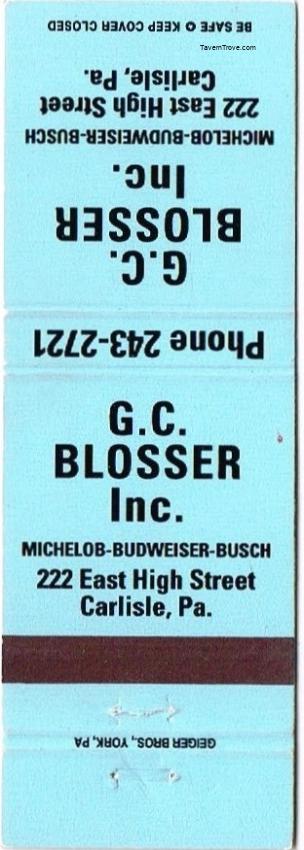 BE SAFE ✪ KEEP COVER CLOSED
TavernTrove.com
222 East High Street
Carlisle, Pa.
MICHELOB-BUDWEISER-BUSCH
G.C.
BLOSSER
Inc.
Phone 243-2721
G.C.
BLOSSER
Inc.
MICHELOB-BUDWEISER-BUSCH
222 East High Street
Carlisle, Pa.
GEIGER BROS., YORK, PA